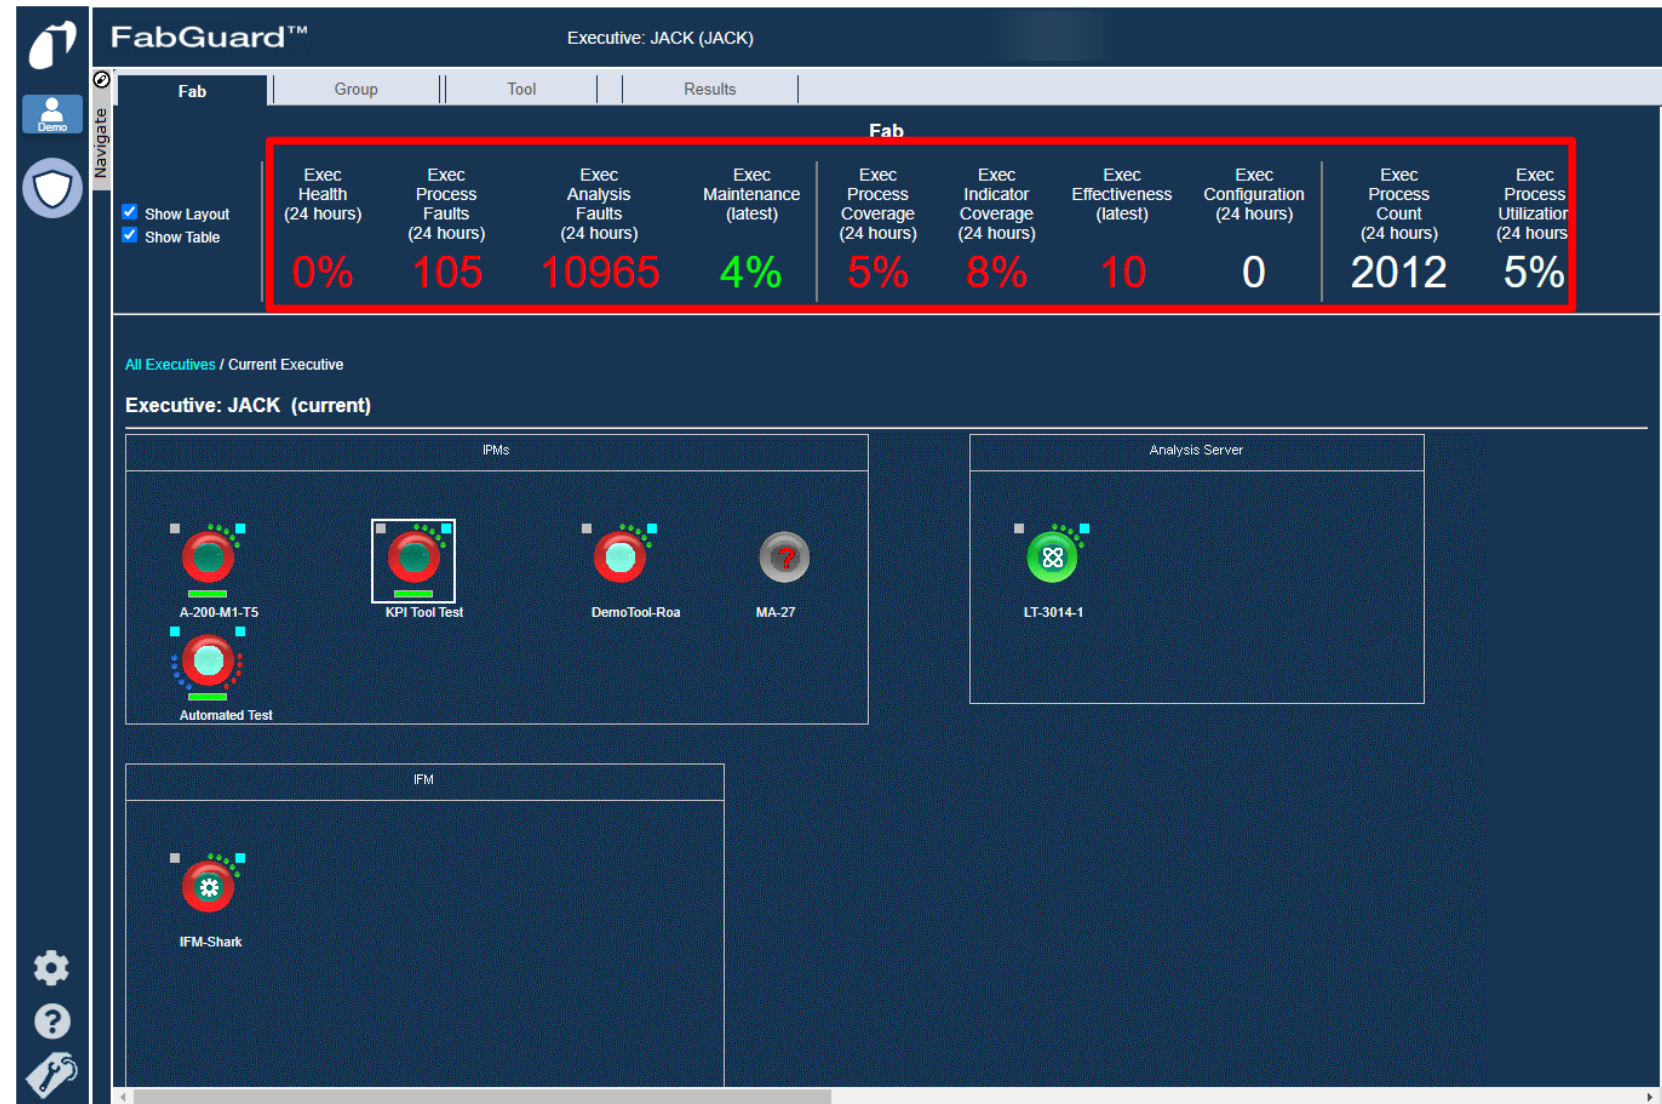 FabGuard™
Executive: JACK (JACK)
Demo
Navigate
Fab
Group
Tool
Results
Fab
Show Layout
Show Table
Exec
Health
(24 hours)
0%
Exec
Process
Faults
(24 hours)
105
Exec
Analysis
Faults
(24 hours)
10965
Exec
Maintenance
(latest)
4%
Exec
Process
Coverage
(24 hours)
5%
Exec
Indicator
Coverage
(24 hours)
8%
Exec
Effectiveness
(latest)
10
Exec
Configuration
(24 hours)
0
Exec
Process
Count
(24 hours)
2012
Exec
Process
Utilization
(24 hours
5%
All Executives / Current Executive
Executive: JACK (current)
IPMs
Analysis Server
?
A-200-M1-T5
KPI Tool Test
DemoTool-Roa
MA-27
LT-3014-1
Automated Test
IFM
IFM-Shark
?